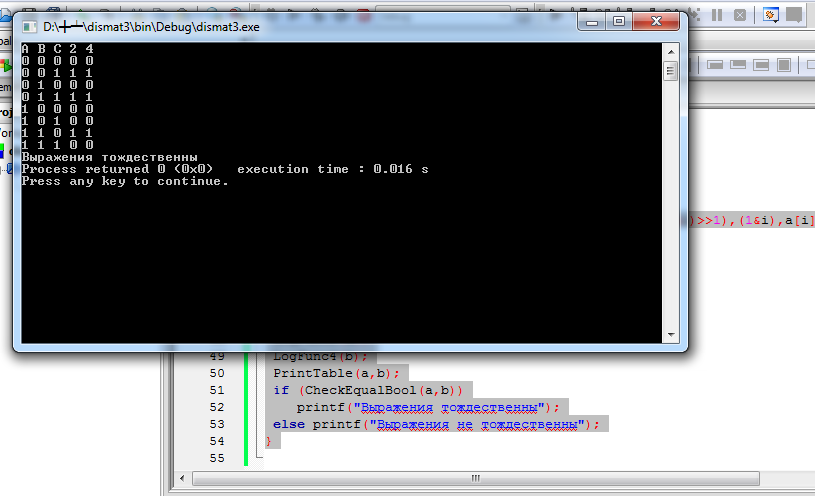 D:\ \dismat3\bin\Debug\dismat3.exe
A B C 2 4
0 0 0 0 0
0 0 1 1 1
0 1 0 0 0
0 1 1 1 1
1 0 0 0 0
1 0 1 0 0
1 1 0 1 1
1 1 1 0 0
Выражения тождественны
Process returned 0 (0x0) execution time : 0.016 s
Press any key to continue.
)>>1),(1&i),a[i]
49 LogFunc4(b);
50 PrintTable(a,b);
51 if (CheckEqualBool(a,b))
52 printf("Выражения тождественны");
53 else printf("Выражения не тождественны");
54 }
55